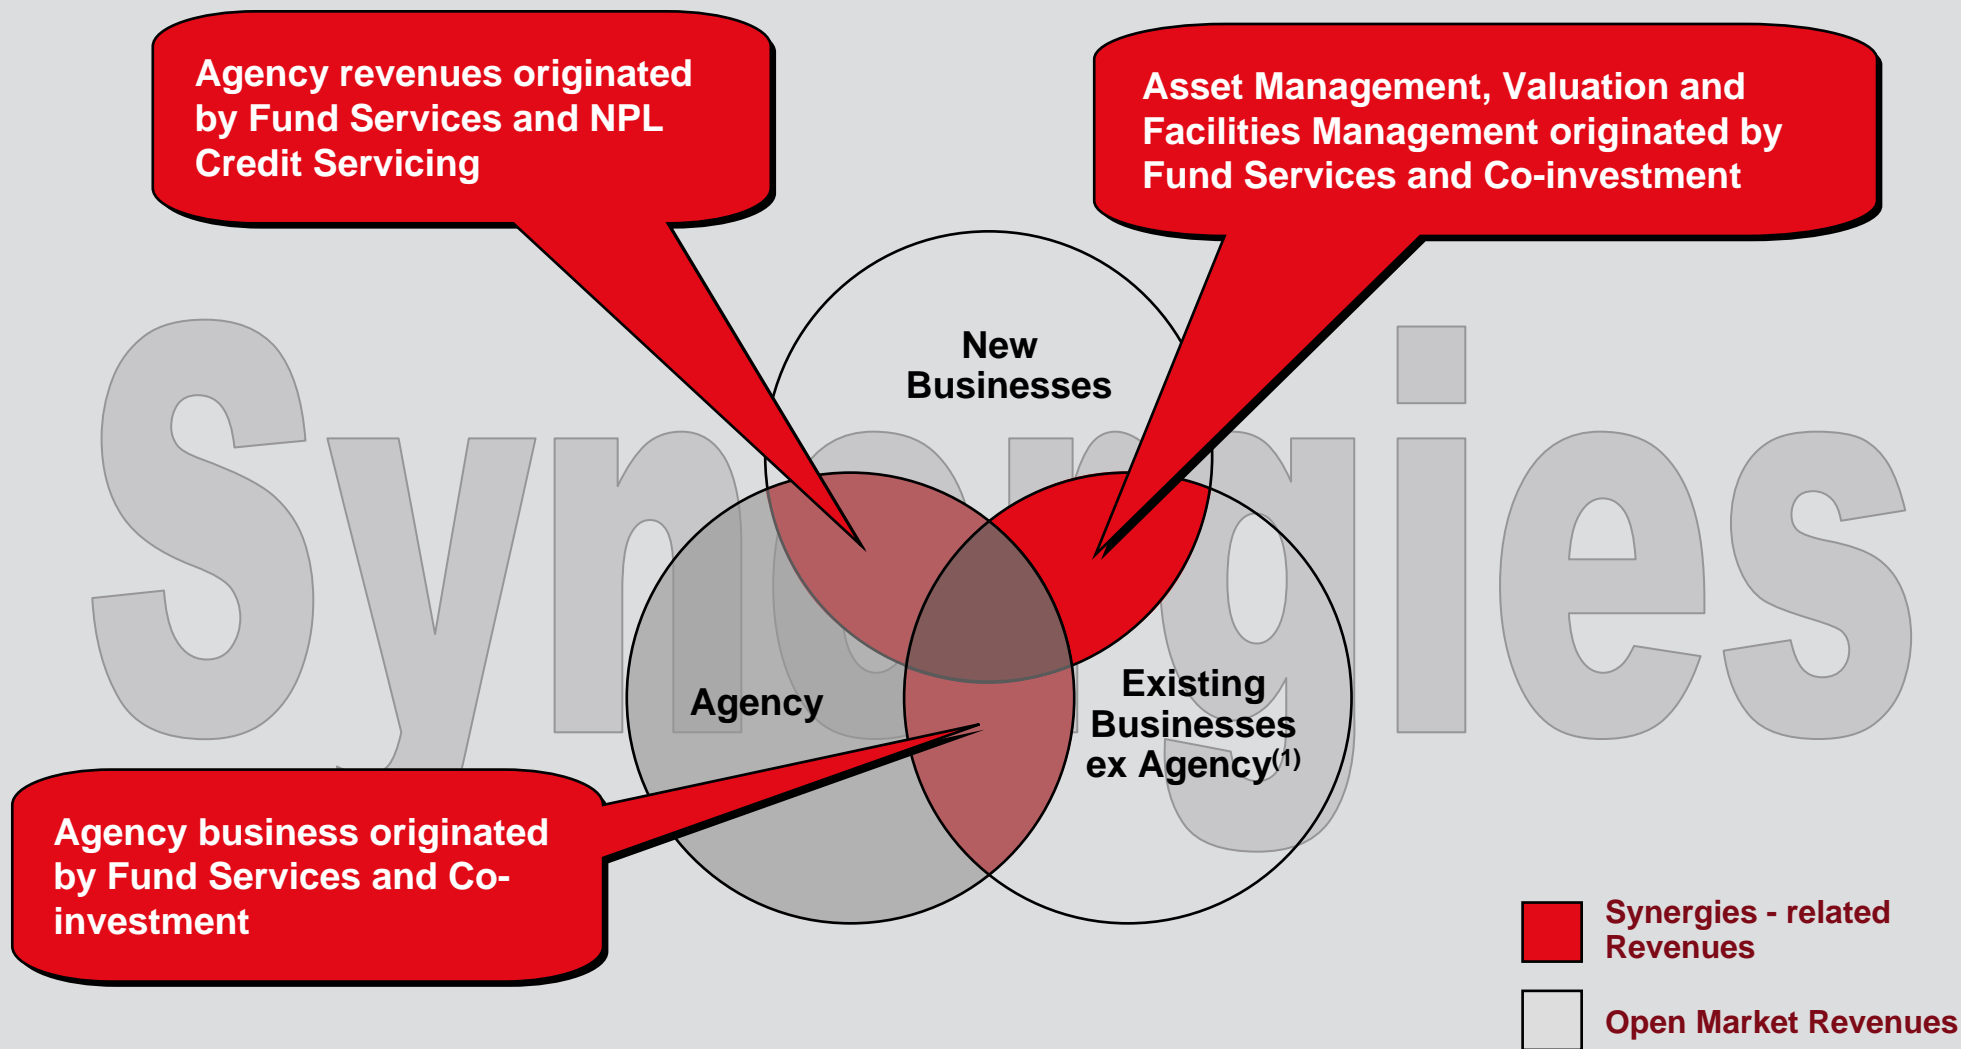 Agency revenues originated
by Fund Services and NPL
Credit Servicing
Asset Management, Valuation and
Facilities Management originated by
Fund Services and Co-investment
New
Businesses
Synergies
Agency
Existing
Businesses
ex Agency(1)
Agency business originated
by Fund Services and Co-
investment
Synergies - related
Revenues
Open Market Revenues